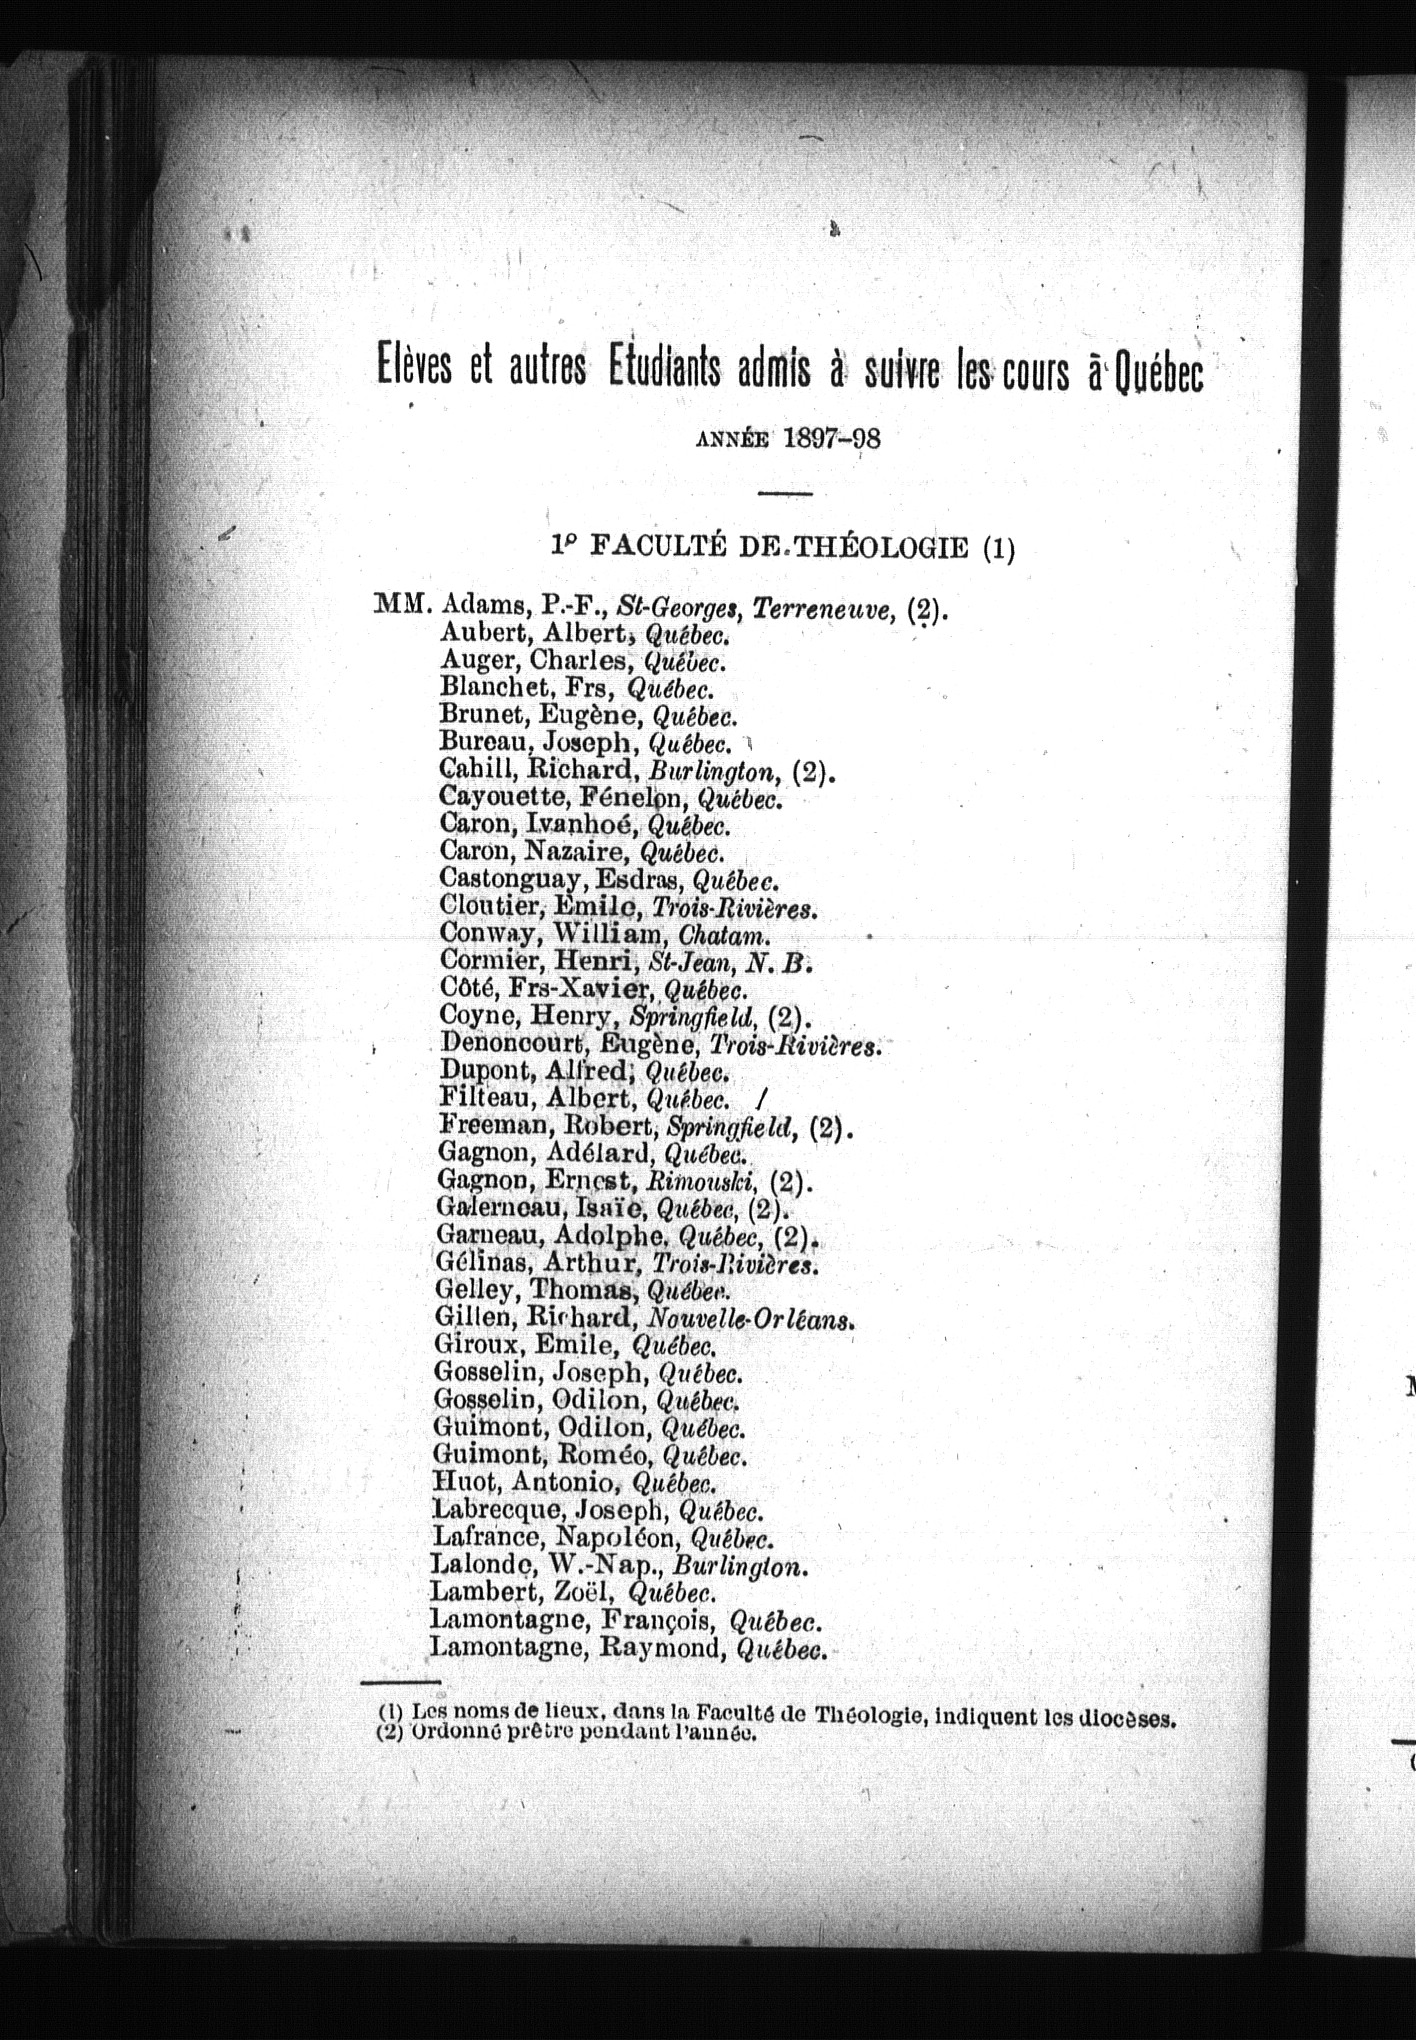 Elèves et autres Etudiants admis à suivre les cours à Québec
ANNÉE 1897-98
1º FACULTÉ DE THÉOLOGIE (1)
MM. Adams, P.-F., St-Georges, Terreneuve, (2).
Aubert, Albert, Québec.
Auger, Charles, Québec.
Blanchet, Frs, Québec.
Brunet, Eugène, Québec.
Bureau, Joseph, Québec.
Cahill, Richard, Burlington, (2).
Cayouette, Fénelon, Québec.
Caron, Ivanhoé, Québec.
Caron, Nazaire, Québec.
Castonguay, Esdras, Québec.
Cloutier, Emile, Trois-Rivières.
Conway, William, Chatam.
Cormier, Henri, St-Jean, N. B.
Côté, Frs-Xavier, Québec.
Coyne, Henry, Springfield, (2).
Denoncourt, Eugène, Trois-Rivières.
Dupont, Alfred, Québec.
Filteau, Albert, Québec.
Freeman, Robert, Springfield, (2).
Gagnon, Adélard, Québec.
Gagnon, Ernest, Rimouski, (2).
Galerneau, Isaïe, Québec, (2).
Garneau, Adolphe, Québec, (2).
Gélinas, Arthur, Trois-Rivières.
Gelley, Thomas, Québec.
Gillen, Richard, Nouvelle-Orléans.
Giroux, Emile, Québec.
Gosselin, Joseph, Québec.
Gosselin, Odilon, Québec.
Guimont, Odilon, Québec.
Guimont, Roméo, Québec.
Huot, Antonio, Québec.
Labrecque, Joseph, Québec.
Lafrance, Napoléon, Québec.
Lalonde, W.-Nap., Burlington.
Lambert, Zoël, Québec.
Lamontagne, François, Québec.
Lamontagne, Raymond, Québec.
(1) Les noms de lieux, dans la Faculté de Théologie, indiquent les diocèses.
(2) Ordonné prêtre pendant l'année.